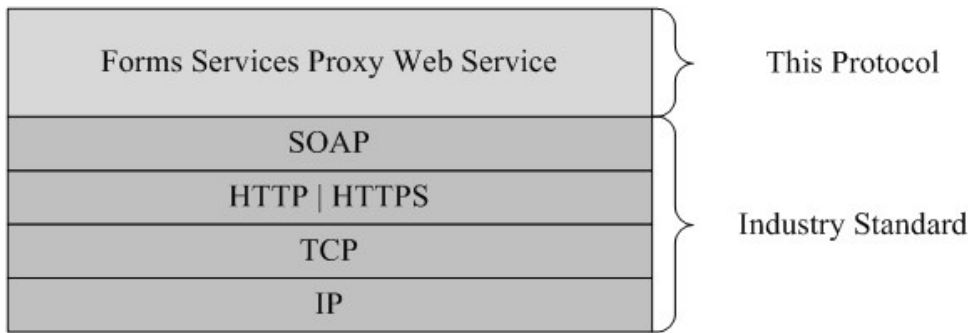 Forms Services Proxy Web Service
This Protocol
SOAP
HTTP | HTTPS
TCP
IP
Industry Standard